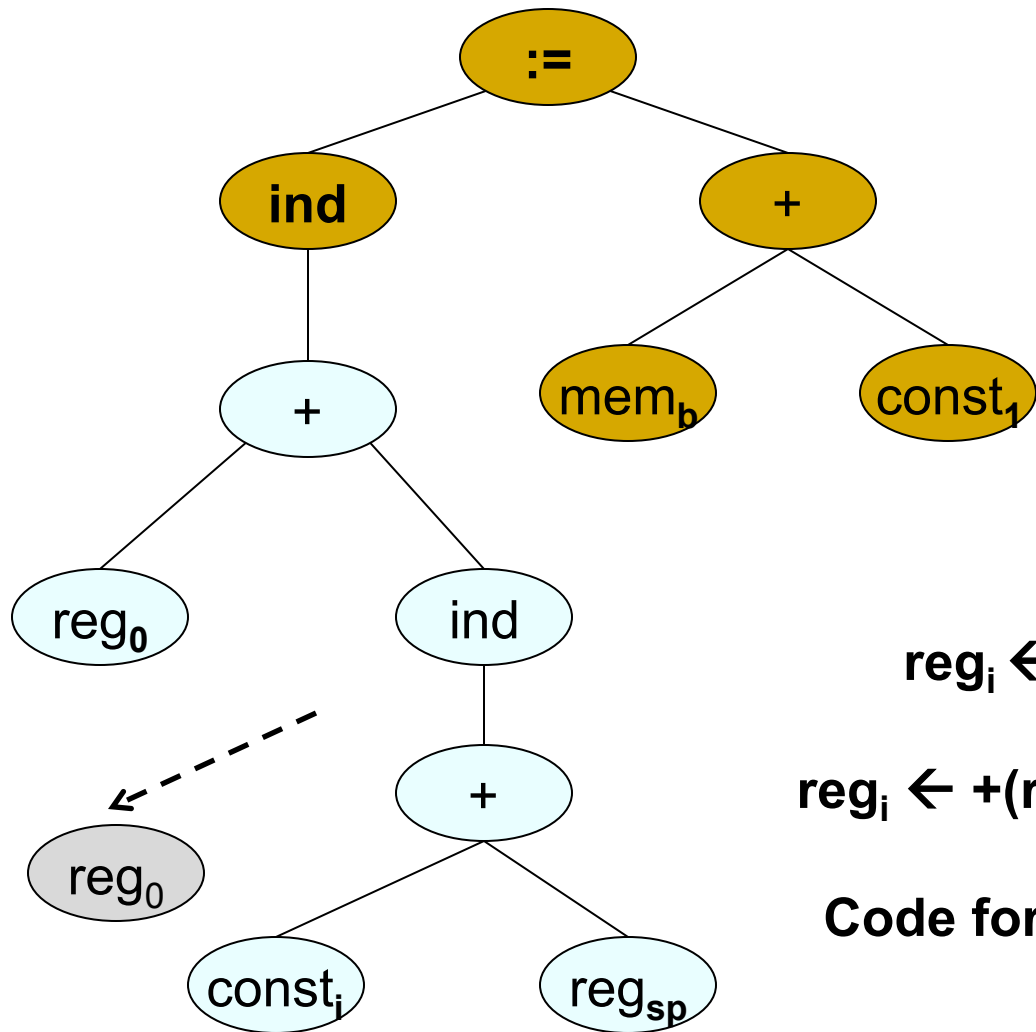 :=
ind
+
+
mem_b
const_1
reg_0
ind
reg_i ←
+
reg_i ← +(r
reg_0
Code for
const_i
reg_sp